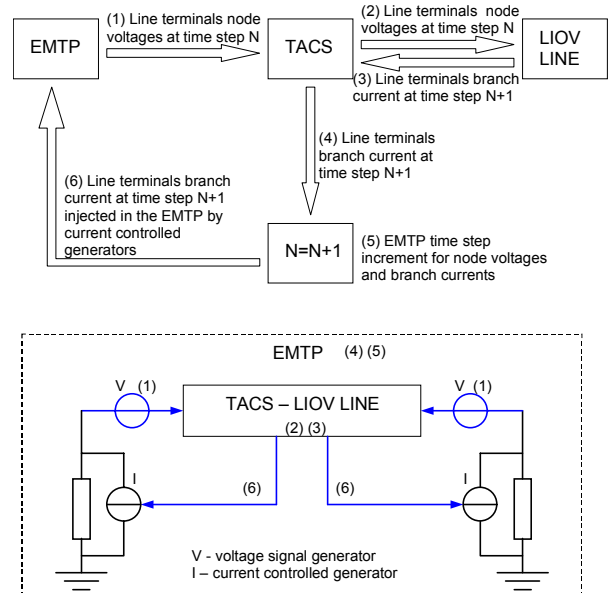 (1) Line terminals node
voltages at time step N
(2) Line terminals  node
voltages at time step N
EMTP
TACS
LIOV
LINE
(3) Line terminals branch
current at time step N+1
(4) Line terminals
branch current at
time step N+1
(6) Line terminals branch
current at time step N+1
injected in the EMTP by
current controlled
generators
N=N+1
(5) EMTP time step
increment for node voltages
and branch currents
EMTP (4) (5)
V (1)
V (1)
TACS – LIOV LINE
(2) (3)
I
(6)
(6)
I
V - voltage signal generator
I – current controlled generator